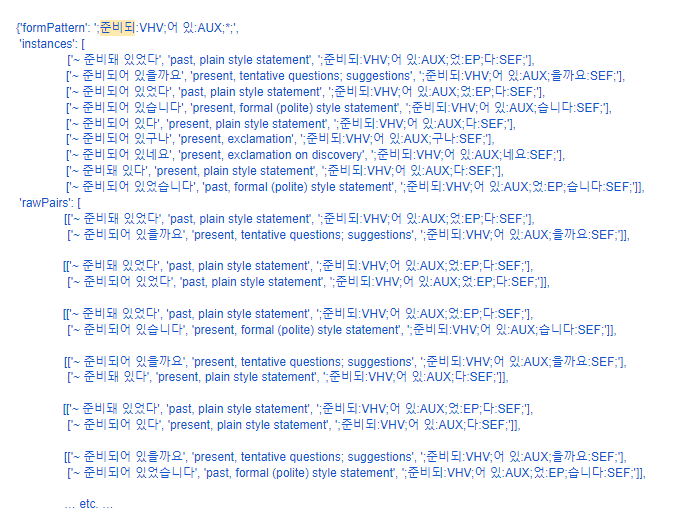 {'formPattern': ';준비되:VHV;어 있:AUX;*;',
'instances': [
['~ 준비돼 있었다', 'past, plain style statement', ';준비되:VHV;어 있:AUX;었:EP;다:SEF;'],
['~ 준비되어 있을까요', 'present, tentative questions; suggestions', ';준비되:VHV;어 있:AUX;을까요:SEF;'],
['~ 준비되어 있었다', 'past, plain style statement', ';준비되:VHV;어 있:AUX;었:EP;다:SEF;'],
['~ 준비되어 있습니다', 'present, formal (polite) style statement', ';준비되:VHV;어 있:AUX;습니다:SEF;'],
['~ 준비되어 있다', 'present, plain style statement', ';준비되:VHV;어 있:AUX;다:SEF;'],
['~ 준비되어 있구나', 'present, exclamation', ';준비되:VHV;어 있:AUX;구나:SEF;'],
['~ 준비되어 있네요', 'present, exclamation on discovery', ';준비되:VHV;어 있:AUX;네요:SEF;'],
['~ 준비돼 있다', 'present, plain style statement', ';준비되:VHV;어 있:AUX;다:SEF;'],
['~ 준비되어 있었습니다', 'past, formal (polite) style statement', ';준비되:VHV;어 있:AUX;었:EP;습니다:SEF;']],
'rawPairs': [
[['~ 준비돼 있었다', 'past, plain style statement', ';준비되:VHV;어 있:AUX;었:EP;다:SEF;'],
['~ 준비되어 있을까요', 'present, tentative questions; suggestions', ';준비되:VHV;어 있:AUX;을까요:SEF;']],
[['~ 준비돼 있었다', 'past, plain style statement', ';준비되:VHV;어 있:AUX;었:EP;다:SEF;'],
['~ 준비되어 있었다', 'past, plain style statement', ';준비되:VHV;어 있:AUX;었:EP;다:SEF;']],
[['~ 준비돼 있었다', 'past, plain style statement', ';준비되:VHV;어 있:AUX;었:EP;다:SEF;'],
['~ 준비되어 있습니다', 'present, formal (polite) style statement', ';준비되:VHV;어 있:AUX;습니다:SEF;']],
[['~ 준비되어 있을까요', 'present, tentative questions; suggestions', ';준비되:VHV;어 있:AUX;을까요:SEF;'],
['~ 준비돼 있다', 'present, plain style statement', ';준비되:VHV;어 있:AUX;다:SEF;']],
[['~ 준비돼 있었다', 'past, plain style statement', ';준비되:VHV;어 있:AUX;었:EP;다:SEF;'],
['~ 준비되어 있다', 'present, plain style statement', ';준비되:VHV;어 있:AUX;다:SEF;']],
[['~ 준비되어 있을까요', 'present, tentative questions; suggestions', ';준비되:VHV;어 있:AUX;을까요:SEF;'],
['~ 준비되어 있었습니다', 'past, formal (polite) style statement', ';준비되:VHV;어 있:AUX;었:EP;습니다:SEF;']],
… etc. …